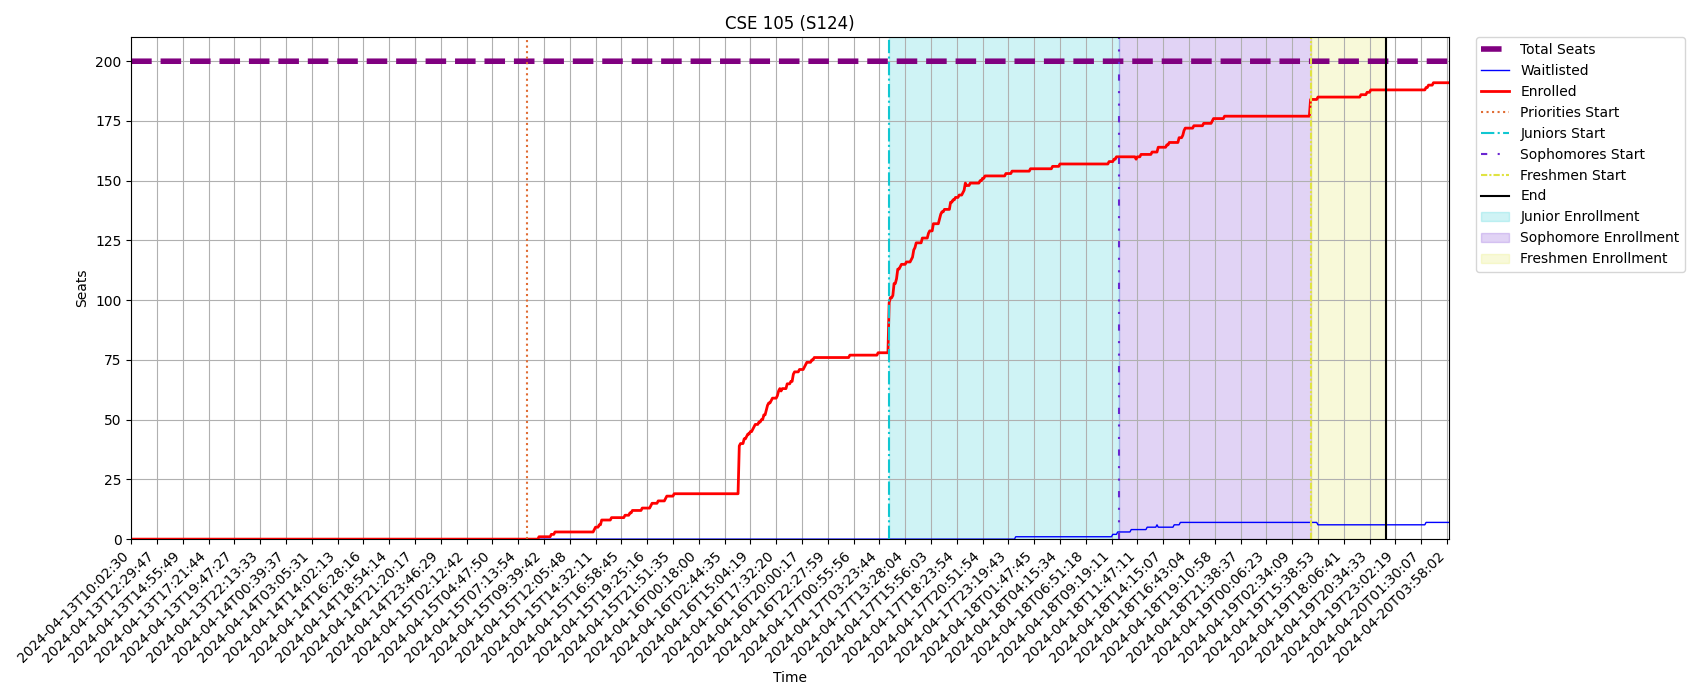 CSE 105 (S124)
200
175
150
125
100
75
50
25
0
Seats
2024-04-13T10:02:30
2024-04-13T12:29:47
2024-04-13T14:55:49
2024-04-13T17:21:44
2024-04-13T19:47:27
2024-04-13T22:13:33
2024-04-14T00:39:37
2024-04-14T03:05:31
2024-04-14T14:02:13
2024-04-14T16:28:16
2024-04-14T18:54:14
2024-04-14T21:20:17
2024-04-14T23:46:29
2024-04-15T02:12:42
2024-04-15T04:47:50
2024-04-15T07:13:54
2024-04-15T09:39:42
2024-04-15T12:05:48
2024-04-15T14:32:11
2024-04-15T16:58:45
2024-04-15T19:25:16
2024-04-15T21:51:35
2024-04-16T00:18:00
2024-04-16T02:44:35
2024-04-16T15:04:19
2024-04-16T17:32:20
2024-04-16T20:00:17
2024-04-16T22:27:59
2024-04-17T00:55:56
2024-04-17T03:23:44
2024-04-17T13:28:04
2024-04-17T15:56:03
2024-04-17T18:23:54
2024-04-17T20:51:54
2024-04-17T23:19:43
2024-04-18T01:47:45
2024-04-18T04:15:34
2024-04-18T06:51:18
2024-04-18T09:19:11
2024-04-18T11:47:11
2024-04-18T14:15:07
2024-04-18T16:43:04
2024-04-18T19:10:58
2024-04-18T21:38:37
2024-04-19T00:06:23
2024-04-19T02:34:09
2024-04-19T15:38:53
2024-04-19T18:06:41
2024-04-19T20:34:33
2024-04-19T23:02:19
2024-04-20T01:30:07
2024-04-20T03:58:02
Time
Total Seats
Waitlisted
Enrolled
Priorities Start
Juniors Start
Sophomores Start
Freshmen Start
End
Junior Enrollment
Sophomore Enrollment
Freshmen Enrollment